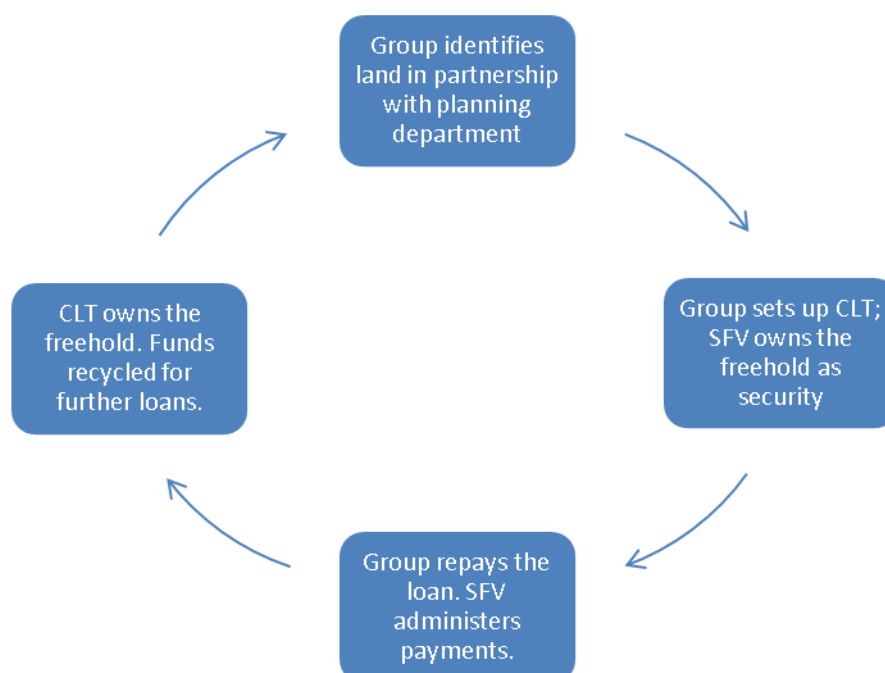 Group identifies
land in partnership
with planning
department
Group sets up CLT;
SFV owns the
freehold as
security
Group repays the
loan. SFV
administers
payments.
CLT owns the
freehold. Funds
recycled for
further loans.